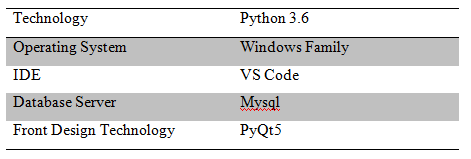 Technology Python 3.6
Operating System Windows Family
IDE VS Code
Database Server Mysql
Front Design Technology PyQt5